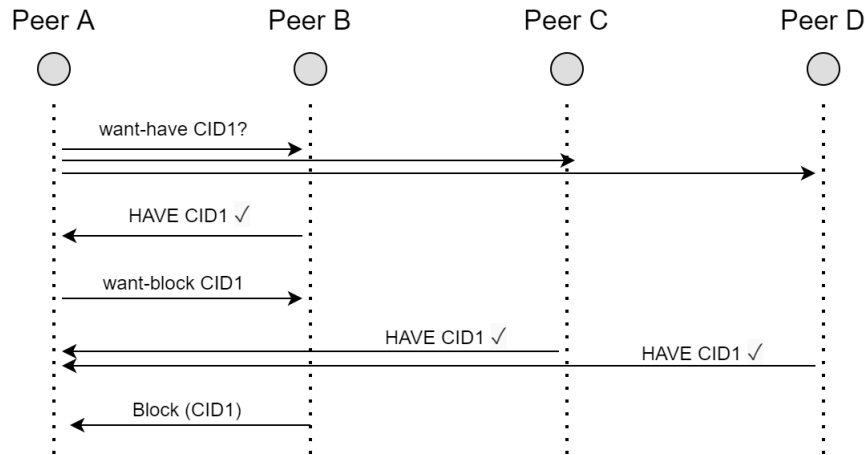 Peer A
Peer B
Peer C
Peer D
want-have CID1?
HAVE CID1 ✓
want-block CID1
HAVE CID1 ✓
HAVE CID1 ✓
Block (CID1)